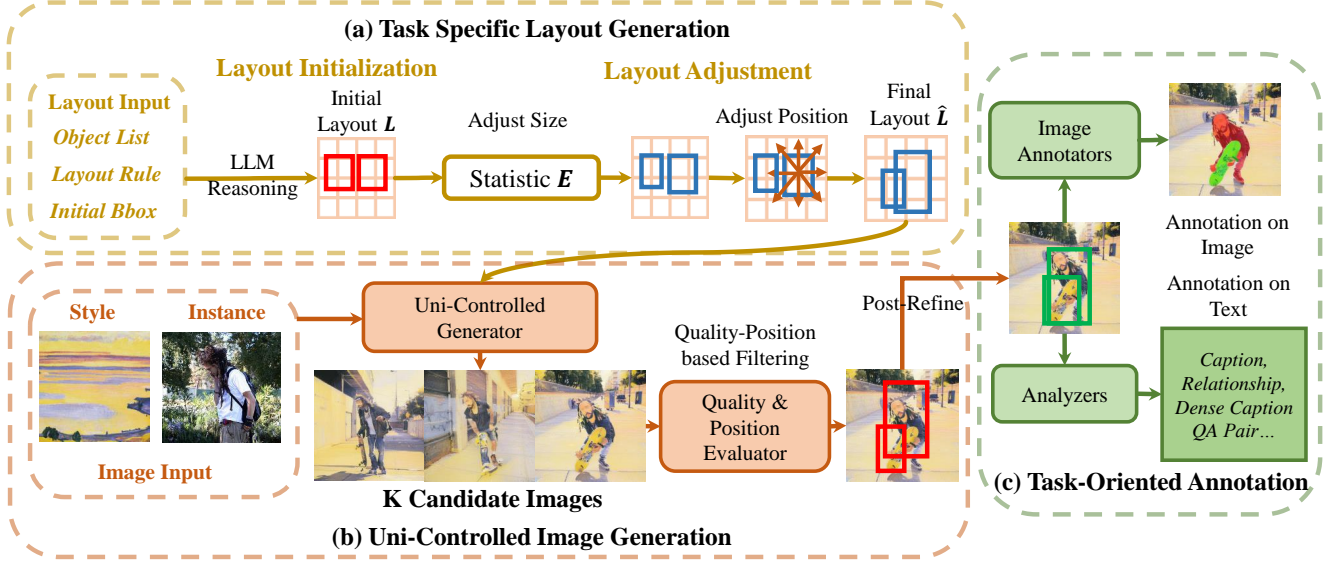 (a) Task Specific Layout Generation
Layout Initialization
Layout Adjustment
Layout Input
Object List
Layout Rule
Initial Bbox
LLM
Reasoning
Initial
Layout L
Adjust Size
Statistic E
Adjust Position
Final
Layout L̂
Style
Instance
Image Input
Uni-Controlled
Generator
K Candidate Images
Quality-Position
based Filtering
Quality &
Position
Evaluator
Post-Refine
(b) Uni-Controlled Image Generation
Image
Annotators
Annotation on
Image
Annotation on
Text
Analyzers
Caption,
Relationship,
Dense Caption
QA Pair…
(c) Task-Oriented Annotation